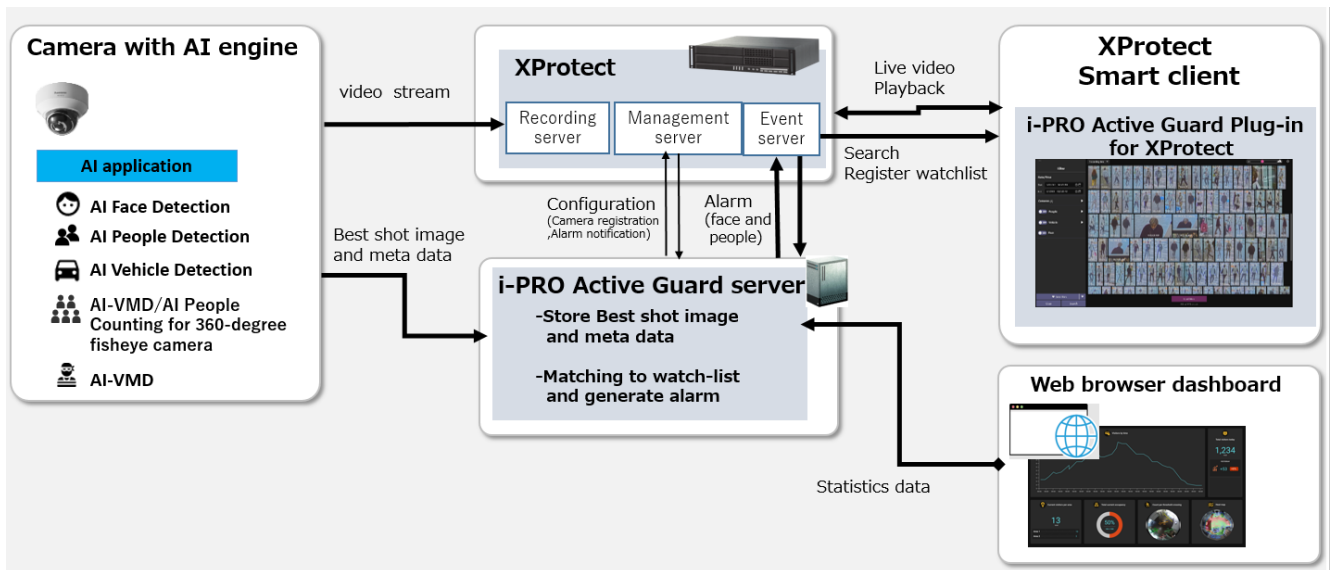 Camera with AI engine
AI application
AI Face Detection
AI People Detection
AI Vehicle Detection
AI-VMD/AI People
Counting for 360-degree
fisheye camera
AI-VMD
video stream
Best shot image
and meta data
XProtect
Recording
server
Management
server
Event
server
Configuration
(Camera registration
,Alarm notification)
Alarm
(face and
people)
i-PRO Active Guard server
-Store Best shot image
and meta data
-Matching to watch-list
and generate alarm
Live video
Playback
Search
Register watchlist
XProtect
Smart client
i-PRO Active Guard Plug-in
for XProtect
Web browser dashboard
1,234
13
50%
Statistics data